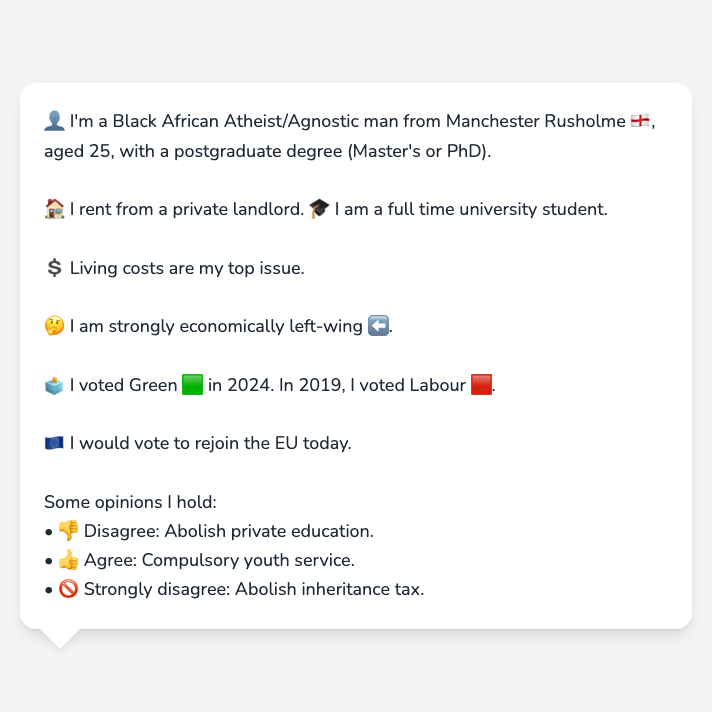 👤 I'm a Black African Atheist/Agnostic man from Manchester Rusholme 🏴󠁧󠁢󠁥󠁮󠁧󠁿,
aged 25, with a postgraduate degree (Master's or PhD).
🏠 I rent from a private landlord. 🎓 I am a full time university student.
💲 Living costs are my top issue.
🤔 I am strongly economically left-wing ⬅️.
🗳️ I voted Green 🟩 in 2024. In 2019, I voted Labour 🟥.
🇪🇺 I would vote to rejoin the EU today.
Some opinions I hold:
• 👎 Disagree: Abolish private education.
• 👍 Agree: Compulsory youth service.
• 🚫 Strongly disagree: Abolish inheritance tax.